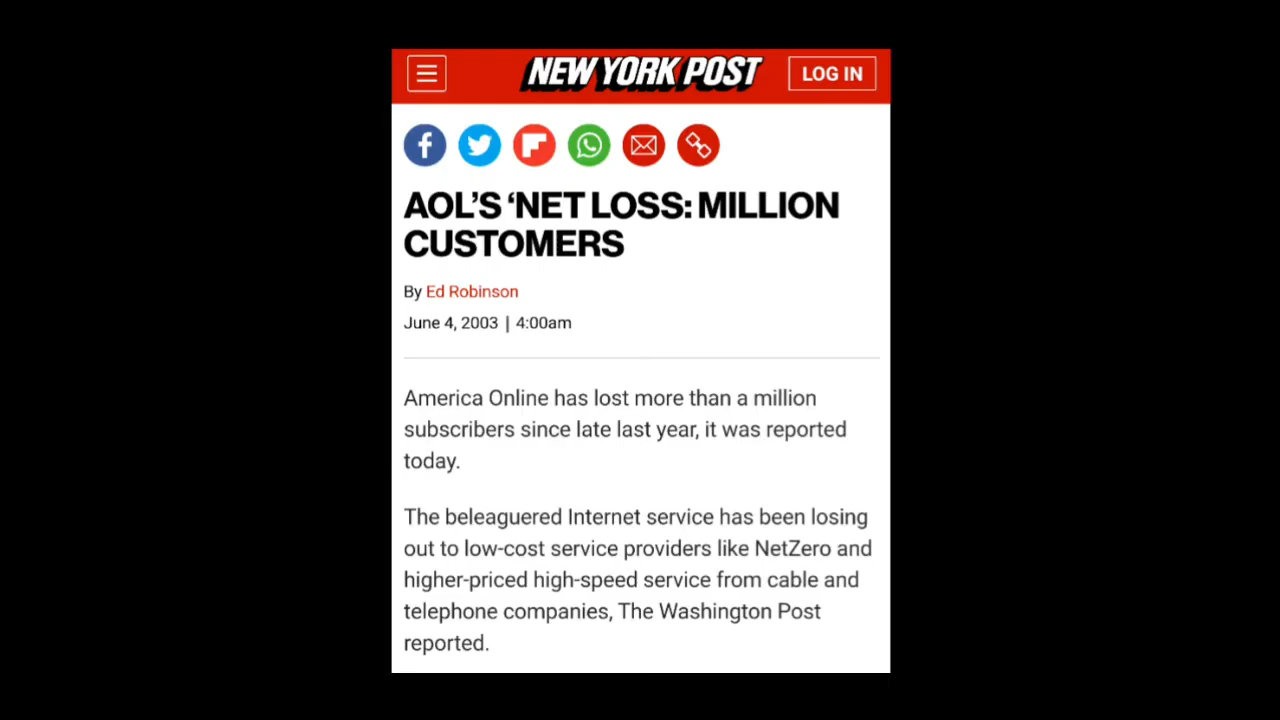 NEW YORK POST
LOG IN
AOL'S ‘NET LOSS: MILLION
CUSTOMERS
By Ed Robinson
June 4, 2003 | 4:00am
America Online has lost more than a million
subscribers since late last year, it was reported
today.
The beleaguered Internet service has been losing
out to low-cost service providers like NetZero and
higher-priced high-speed service from cable and
telephone companies, The Washington Post
reported.